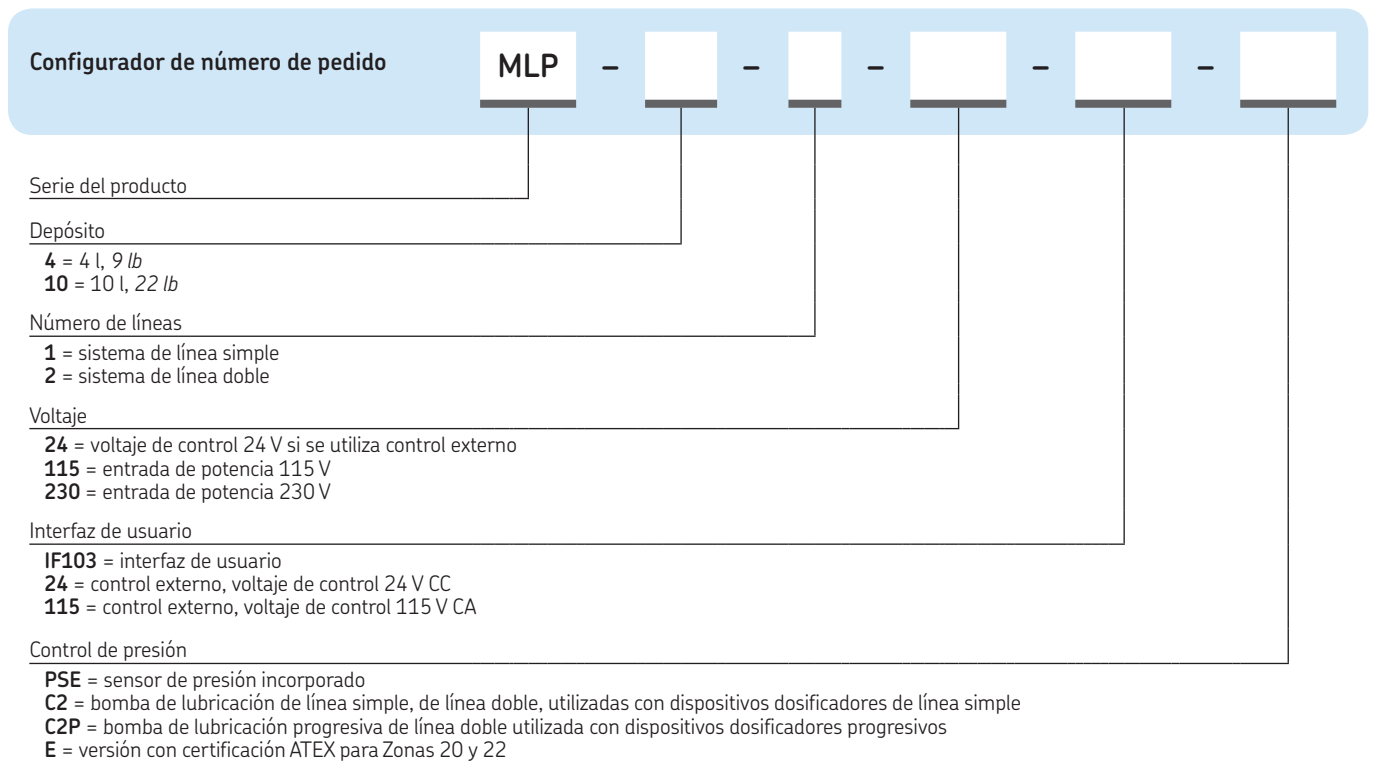 Configurador de número de pedido MLP – – – – –
Serie del producto
Depósito
4 = 4 l, 9 lb
10 = 10 l, 22 lb
Número de líneas
1 = sistema de línea simple
2 = sistema de línea doble
Voltaje
24 = voltaje de control 24 V si se utiliza control externo
115 = entrada de potencia 115 V
230 = entrada de potencia 230 V
Interfaz de usuario
IF103 = interfaz de usuario
24 = control externo, voltaje de control 24 V CC
115 = control externo, voltaje de control 115 V CA
Control de presión
PSE = sensor de presión incorporado
C2 = bomba de lubricación de línea simple, de línea doble, utilizadas con dispositivos dosificadores de línea simple
C2P = bomba de lubricación progresiva de línea doble utilizada con dispositivos dosificadores progresivos
E = versión con certificación ATEX para Zonas 20 y 22